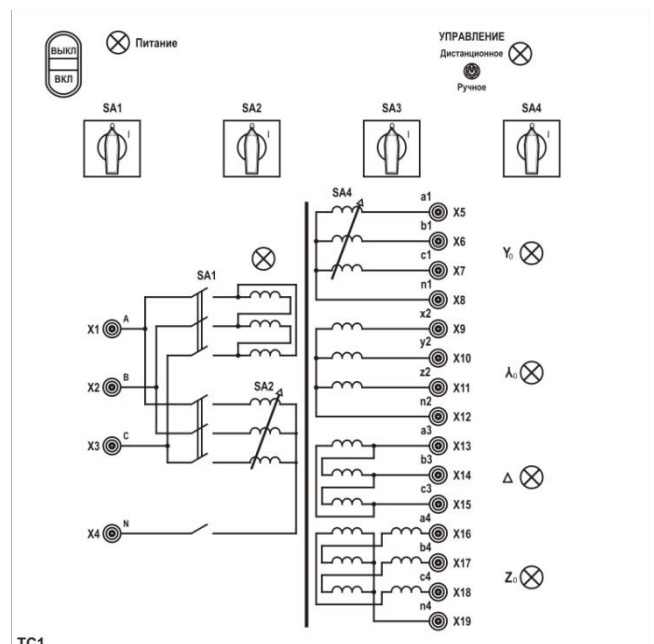 ВЫКЛ
ВКЛ
Питание
УПРАВЛЕНИЕ
Дистанционное
Ручное
SA1 SA2 SA3 SA4
I I I I
SA4
a1
X5
b1
X6
c1
X7
n1
X8
Y₀
SA1
X1 A
X2 B
X3 C
X4 N
SA2
x2
X9
y2
X10
z2
X11
n2
X12
⅄₀
a3
X13
b3
X14
c3
X15
Δ
a4
X16
b4
X17
c4
X18
n4
X19
Z₀
TC1